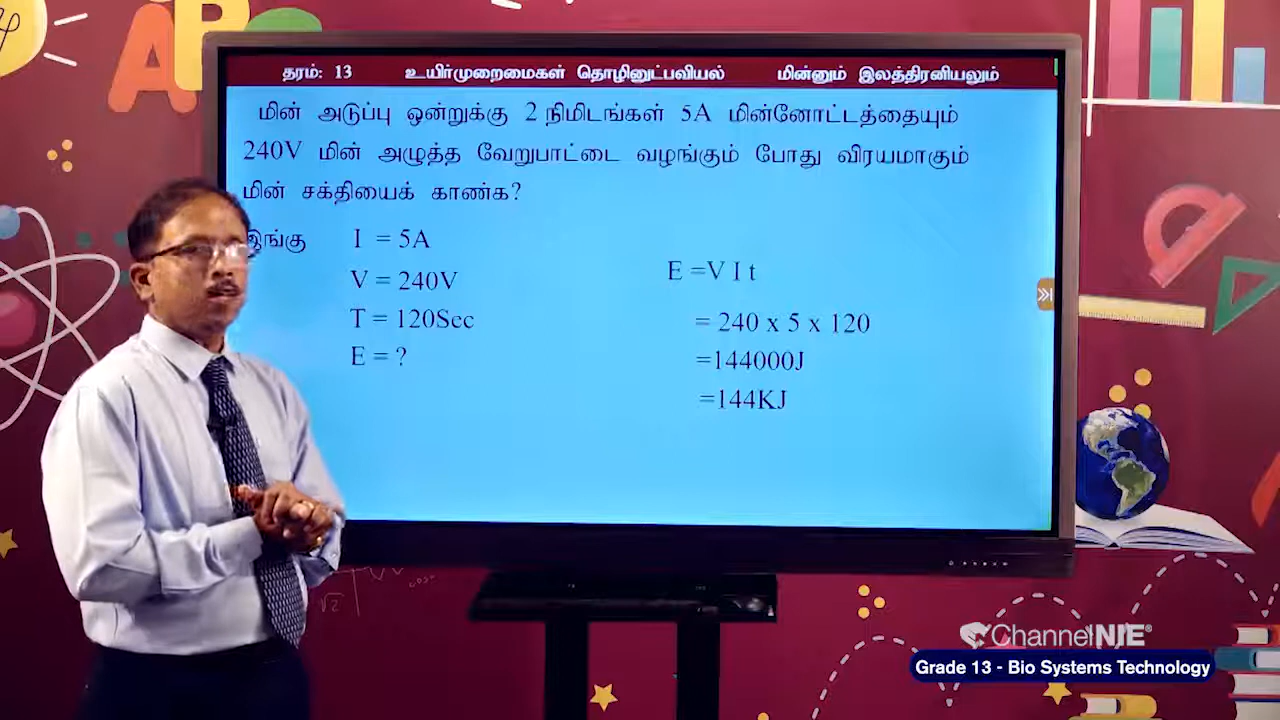 தரம்: 13 உயிர்முறைமைகள் தொழினுட்பவியல் மின்னும் இலத்திரனியலும்
மின் அடுப்பு ஒன்றுக்கு 2 நிமிடங்கள் 5A மின்னோட்டத்தையும்
240V மின் அழுத்த வேறுபாட்டை வழங்கும் போது விரயமாகும்
மின் சக்தியைக் காண்க?
இங்கு I = 5A
V = 240V
T = 120Sec
E = ?
E =V I t
= 240 x 5 x 120
=144000J
=144KJ
ChannelNIE®
Grade 13 - Bio Systems Technology